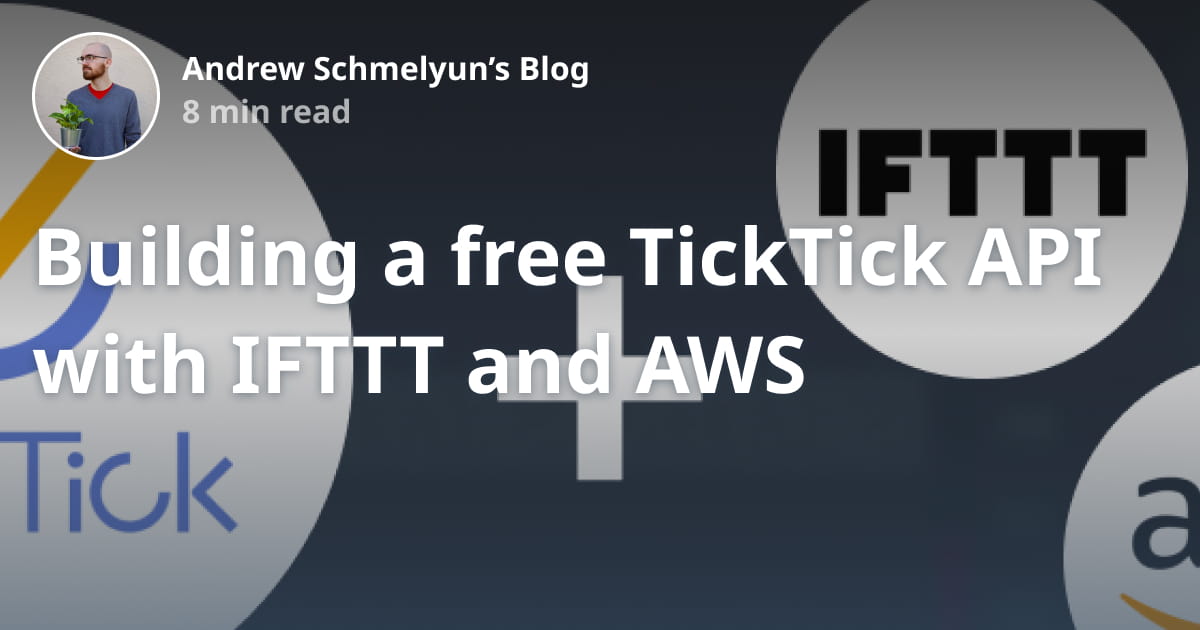 Andrew Schmelyun’s Blog
8 min read
IFTTT
Building a free TickTick API
with IFTTT and AWS
Tick
a